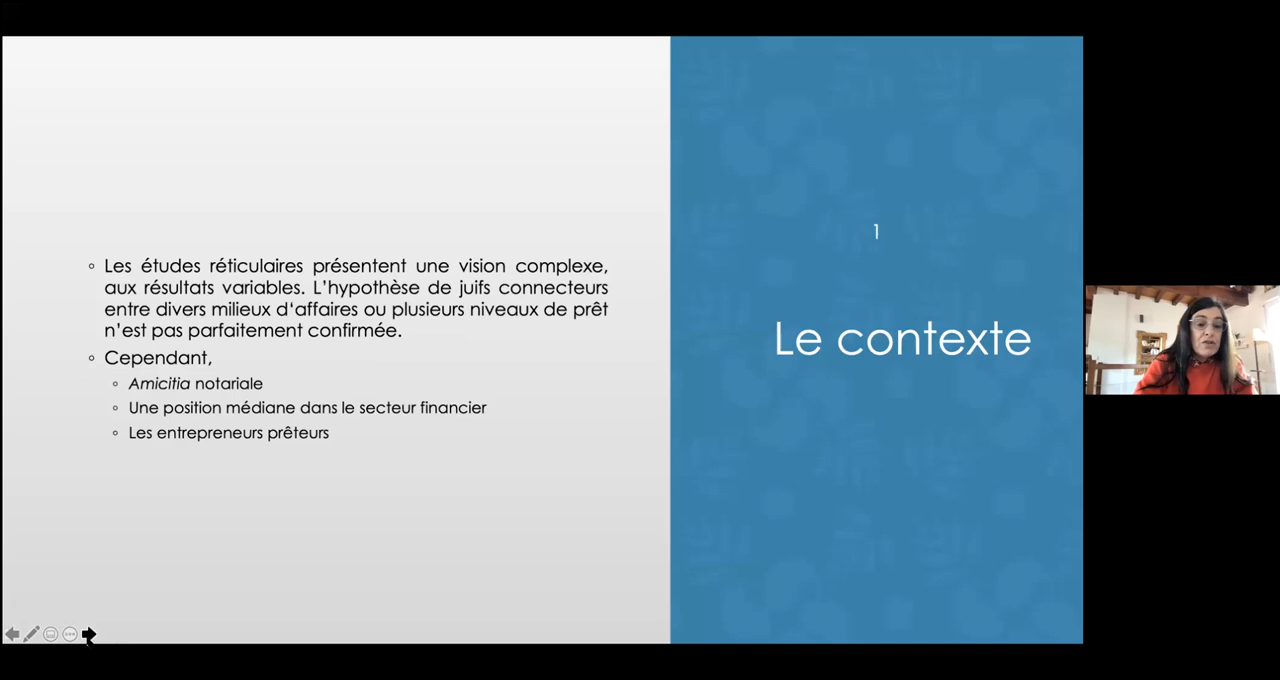 Les études réticulaires présentent une vision complexe,
aux résultats variables. L'hypothèse de juifs connecteurs
entre divers milieux d‘affaires ou plusieurs niveaux de prêt
n'est pas parfaitement confirmée.
Cependant,
Amicitia notariale
Une position médiane dans le secteur financier
Les entrepreneurs prêteurs
1
Le contexte